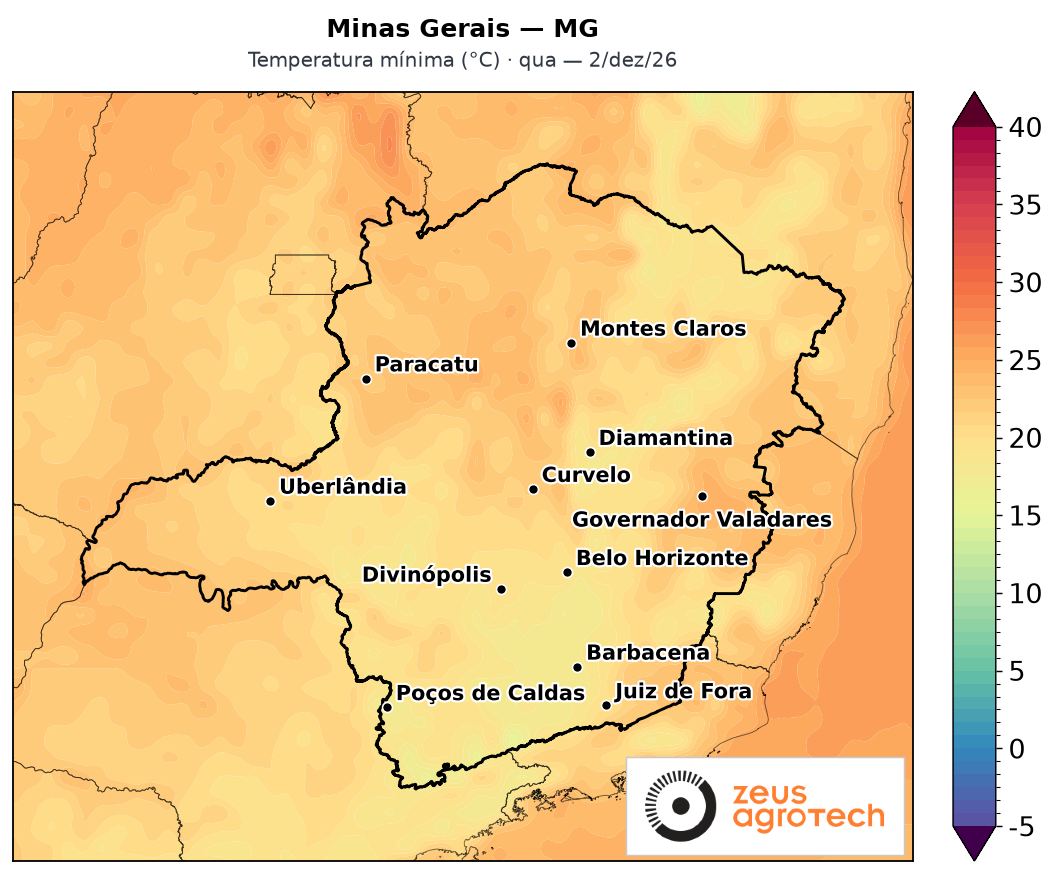 Minas Gerais — MG
Temperatura mínima (°C) · qua — 2/dez/26
Montes Claros
Paracatu
Diamantina
Curvelo
Uberlândia
Governador Valadares
Belo Horizonte
Divinópolis
Barbacena
Poços de Caldas
Juiz de Fora
40
35
30
25
20
15
10
5
0
-5
zeus
agrotech